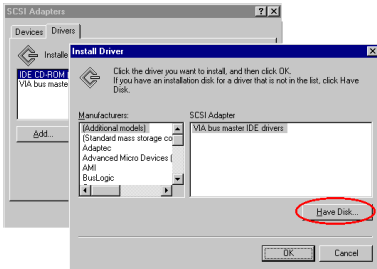 SCSI Adapters
Devices Drivers
Installe
IDE CD-ROM
VIA bus maste
Add...
Install Driver
Click the driver you want to install, and then click OK.
If you have an installation disk for a driver that is not in the list, click Have
Disk.
Manufacturers:
(Additional models)
(Standard mass storage co
Adaptec
Advanced Micro Devices (
AMI
BusLogic
SCSI Adapter
VIA bus master IDE drivers
Have Disk...
OK Cancel